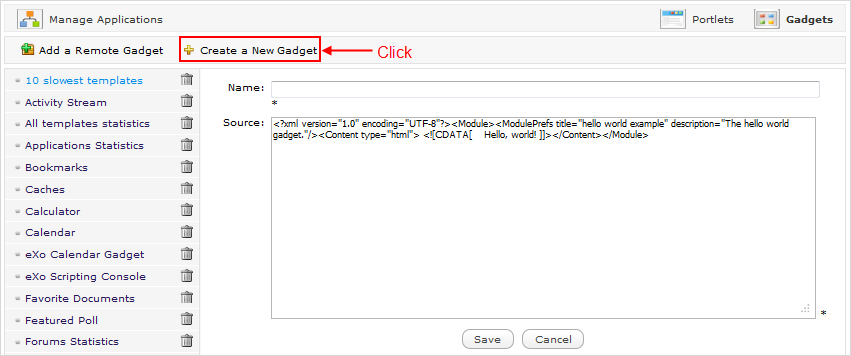 Manage Applications
Portlets
Gadgets
Add a Remote Gadget
Create a New Gadget
Click
10 slowest templates
Activity Stream
All templates statistics
Applications Statistics
Bookmarks
Caches
Calculator
Calendar
eXo Calendar Gadget
eXo Scripting Console
Favorite Documents
Featured Poll
Forums Statistics
Name:
*
Source:
<?xml version="1.0" encoding="UTF-8"?><Module><ModulePrefs title="hello world example" description="The hello world
gadget."/><Content type="html"> <![CDATA[    Hello, world! ]]></Content></Module>
*
Save
Cancel